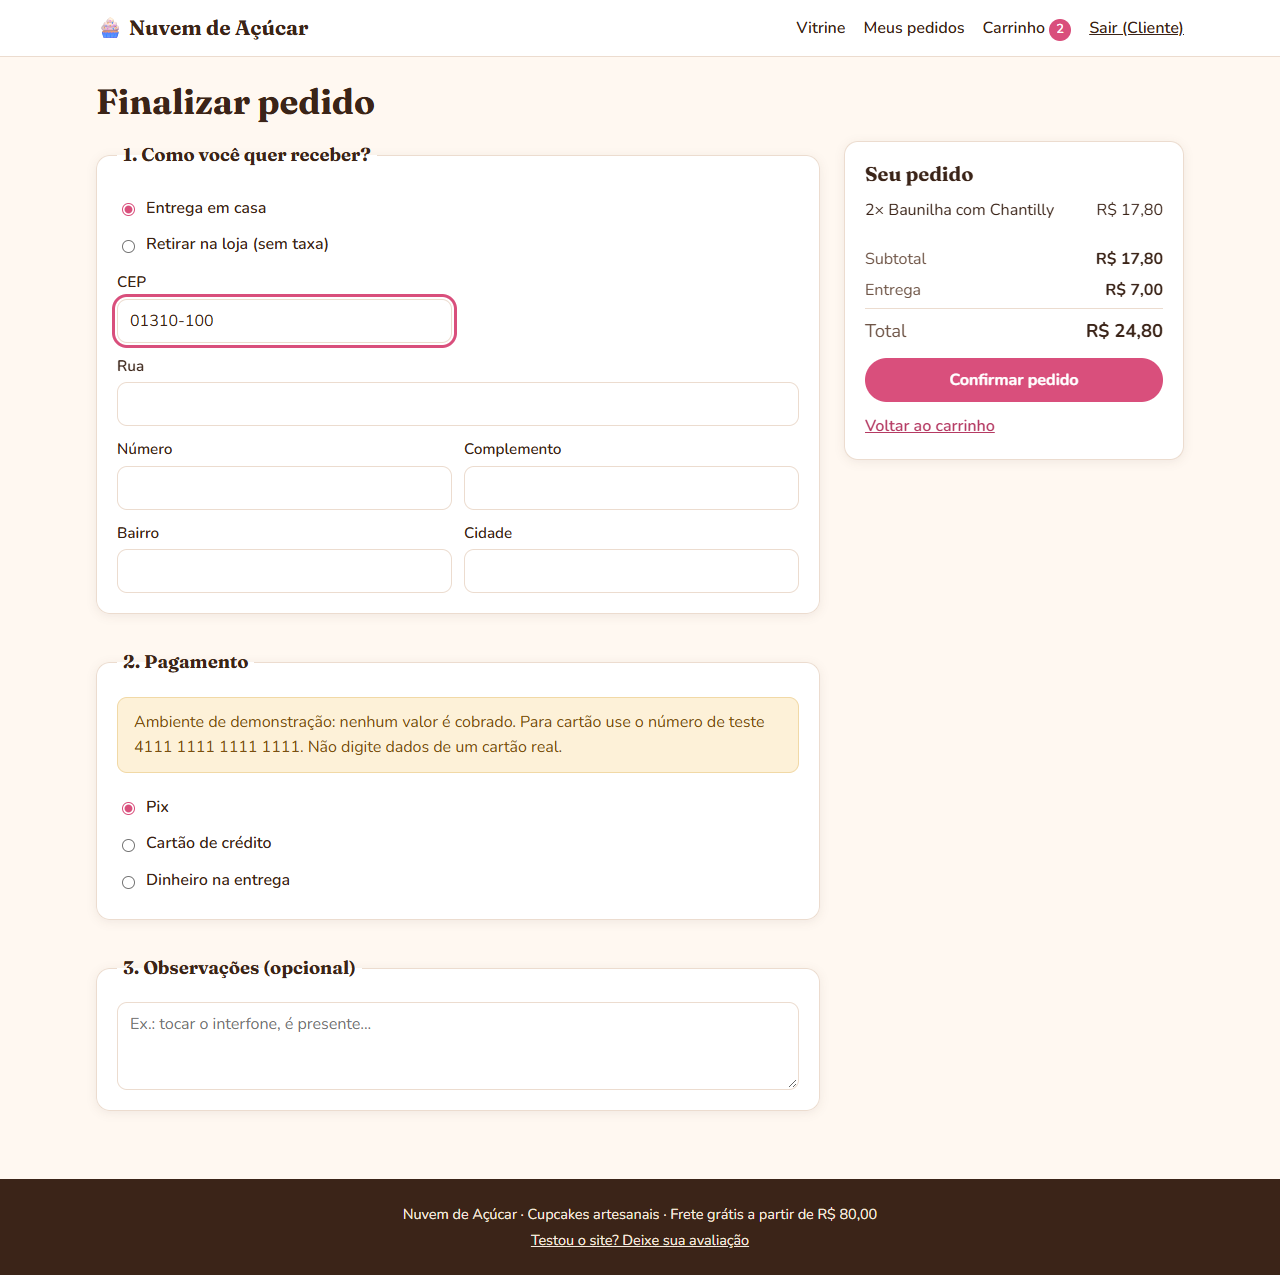 Nuvem de Açúcar
Vitrine Meus pedidos Carrinho 2 Sair (Cliente)
Finalizar pedido
1. Como você quer receber?
Entrega em casa
Retirar na loja (sem taxa)
CEP
01310-100
Rua
Número Complemento
Bairro Cidade
Seu pedido
2× Baunilha com Chantilly R$ 17,80
Subtotal R$ 17,80
Entrega R$ 7,00
Total R$ 24,80
Confirmar pedido
Voltar ao carrinho
2. Pagamento
Ambiente de demonstração: nenhum valor é cobrado. Para cartão use o número de teste
4111 1111 1111 1111. Não digite dados de um cartão real.
Pix
Cartão de crédito
Dinheiro na entrega
3. Observações (opcional)
Ex.: tocar o interfone, é presente...
Nuvem de Açúcar · Cupcakes artesanais · Frete grátis a partir de R$ 80,00
Testou o site? Deixe sua avaliação